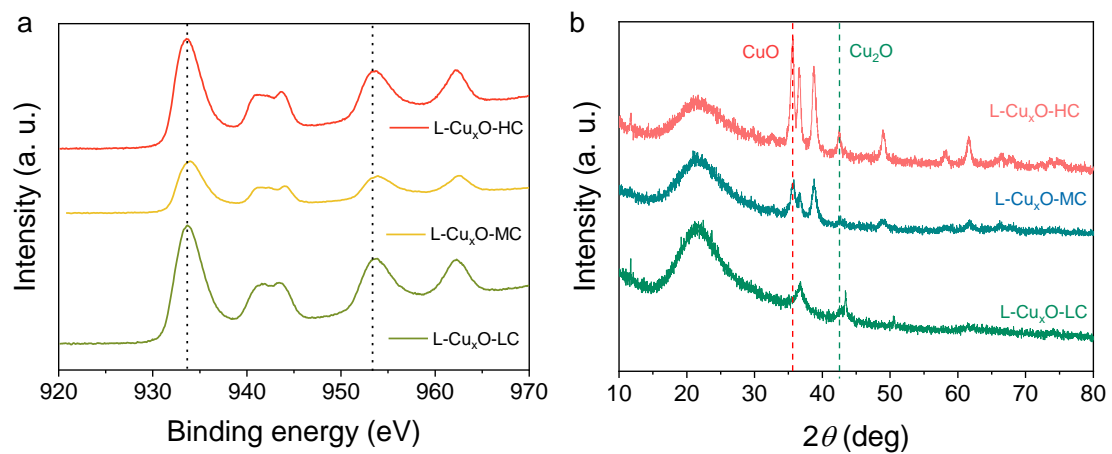 a
Intensity (a. u.)
L-CuₓO-HC
L-CuₓO-MC
L-CuₓO-LC
920 930 940 950 960 970
Binding energy (eV)
b
Intensity (a. u.)
CuO
Cu₂O
L-CuₓO-HC
L-CuₓO-MC
L-CuₓO-LC
10 20 30 40 50 60 70 80
2θ (deg)